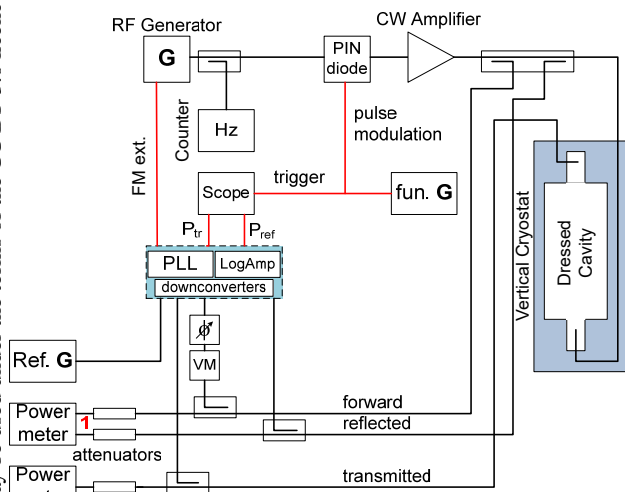 RF Generator
CW Amplifier
G
PIN
diode
Counter
Hz
pulse
modulation
FM ext.
Scope
trigger
fun. G
Ptr
Pref
PLL
LogAmp
downconverters
Vertical Cryostat
Dressed
Cavity
ø
VM
Ref. G
Power
meter
1
forward
reflected
attenuators
Power
transmitted